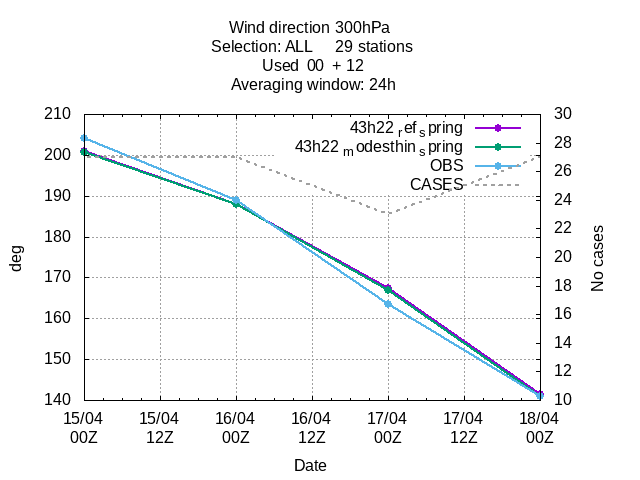 Wind direction 300hPa
Selection: ALL 29 stations
Used 00 + 12
Averaging window: 24h
43h22 ref spring
43h22 modesthin spring
OBS
CASES
210
200
190
180
170
160
150
140
deg
30
28
26
24
22
20
18
16
14
12
10
No cases
15/04 15/04 16/04 16/04 17/04 17/04 18/04
00Z 12Z 00Z 12Z 00Z 12Z 00Z
Date